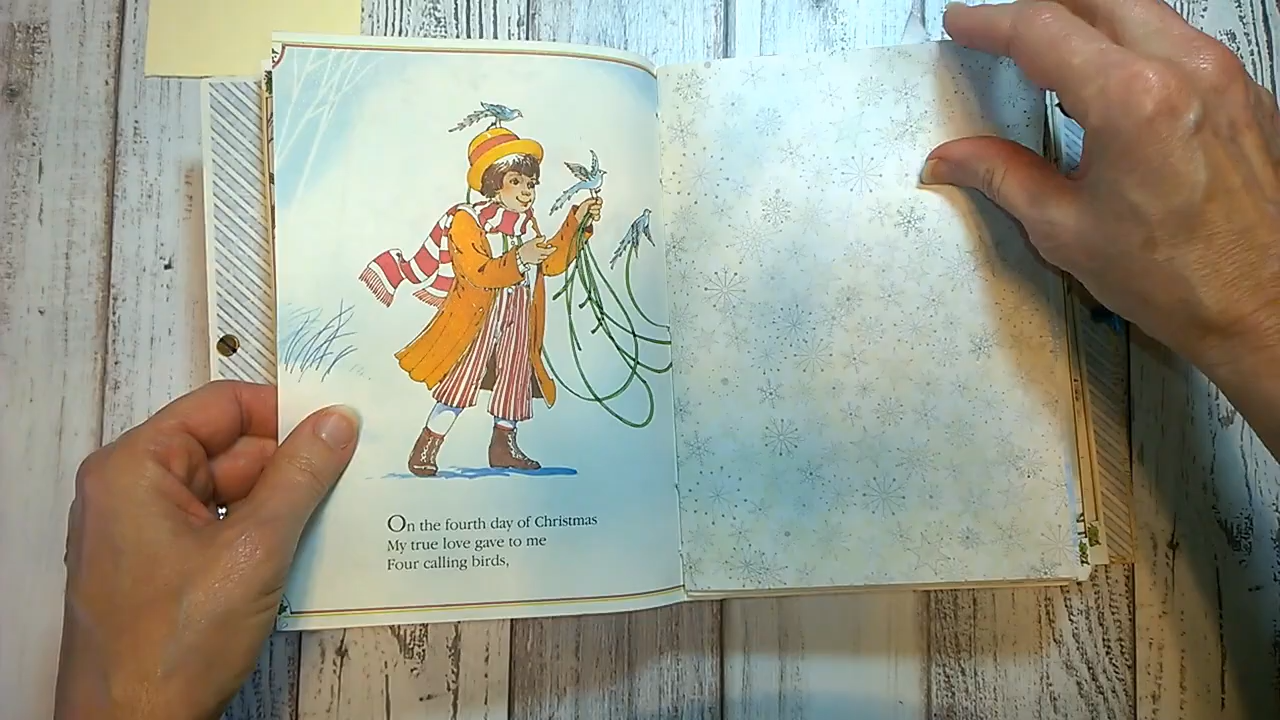 On the fourth day of Christmas
My true love gave to me
Four calling birds,